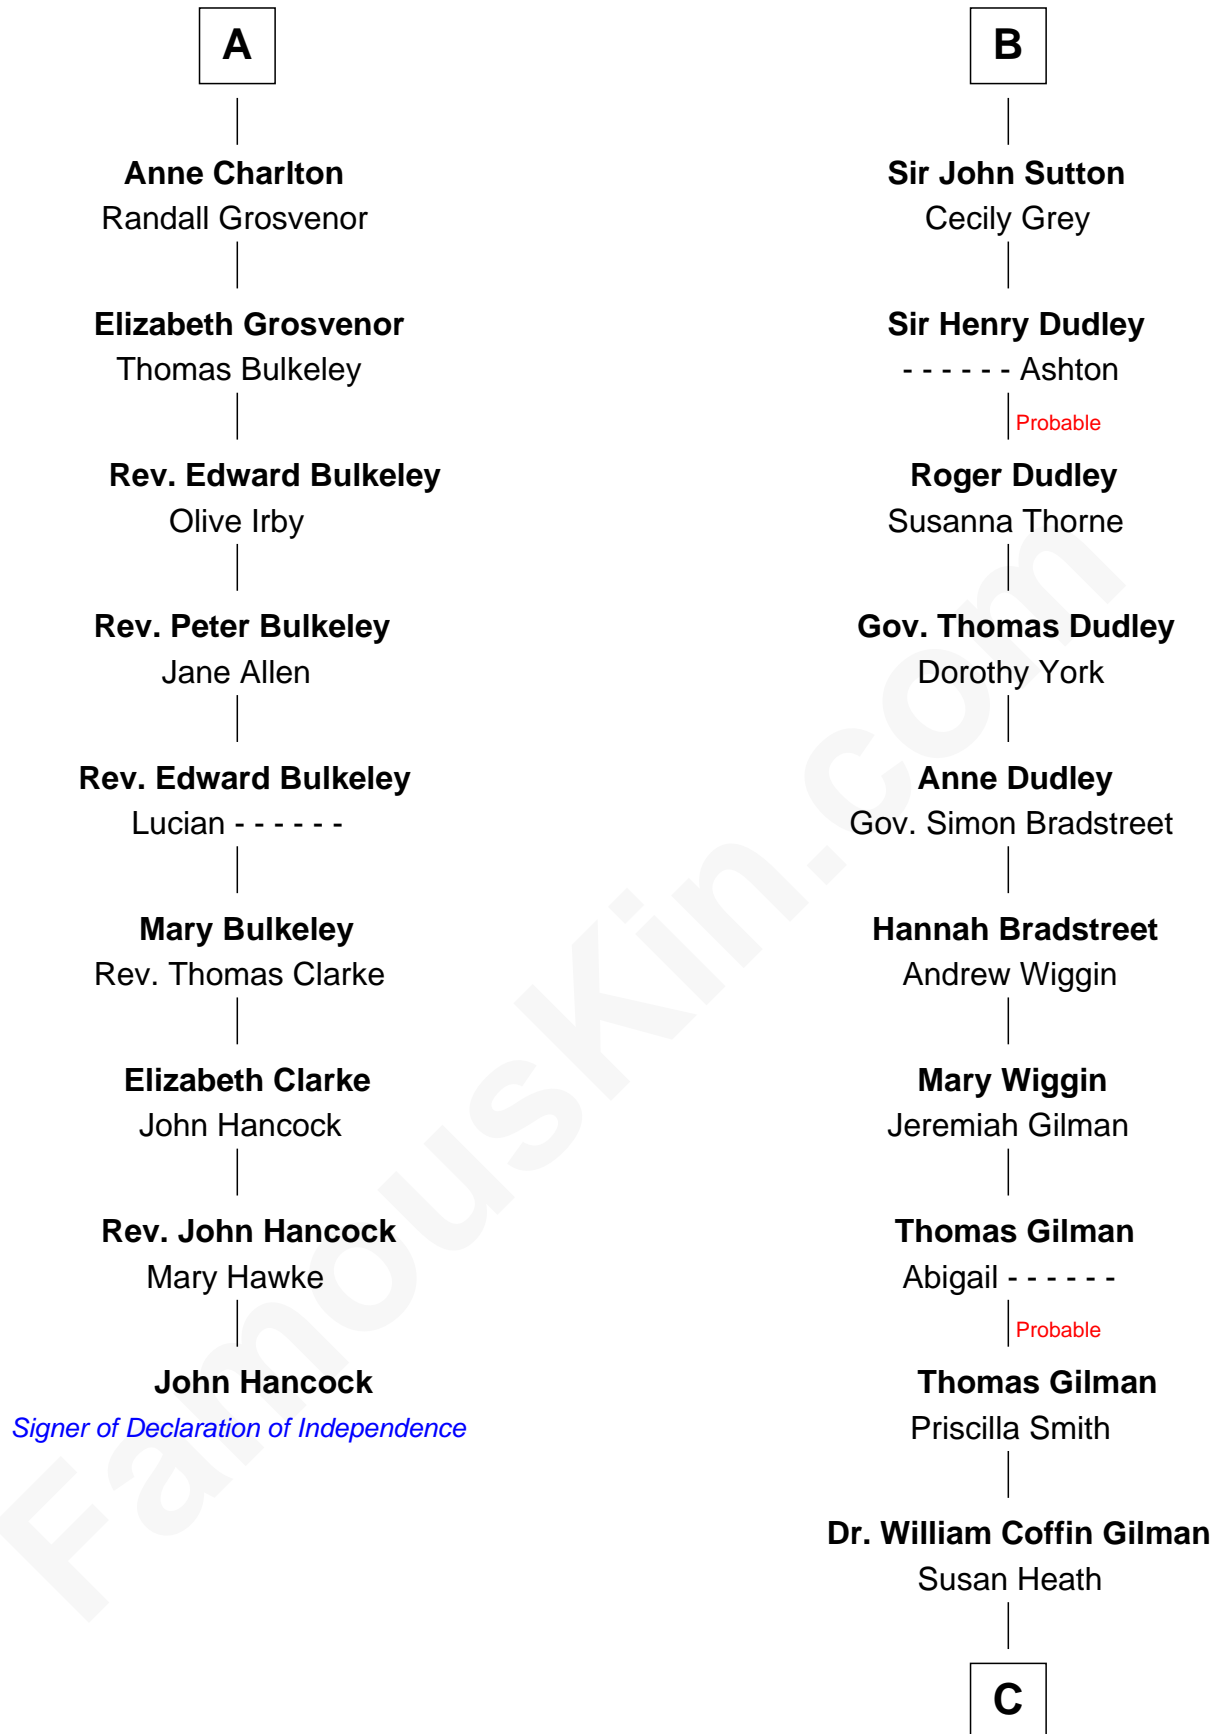 A
Anne Charlton
Randall Grosvenor
Elizabeth Grosvenor
Thomas Bulkeley
Rev. Edward Bulkeley
Olive Irby
Rev. Peter Bulkeley
Jane Allen
Rev. Edward Bulkeley
Lucian - - - - - -
Mary Bulkeley
Rev. Thomas Clarke
Elizabeth Clarke
John Hancock
Rev. John Hancock
Mary Hawke
John Hancock
Signer of Declaration of Independence
B
Sir John Sutton
Cecily Grey
Sir Henry Dudley
- - - - - - Ashton
Probable
Roger Dudley
Susanna Thorne
Gov. Thomas Dudley
Dorothy York
Anne Dudley
Gov. Simon Bradstreet
Hannah Bradstreet
Andrew Wiggin
Mary Wiggin
Jeremiah Gilman
Thomas Gilman
Abigail - - - - - -
Probable
Thomas Gilman
Priscilla Smith
Dr. William Coffin Gilman
Susan Heath
C
FamousKin.com